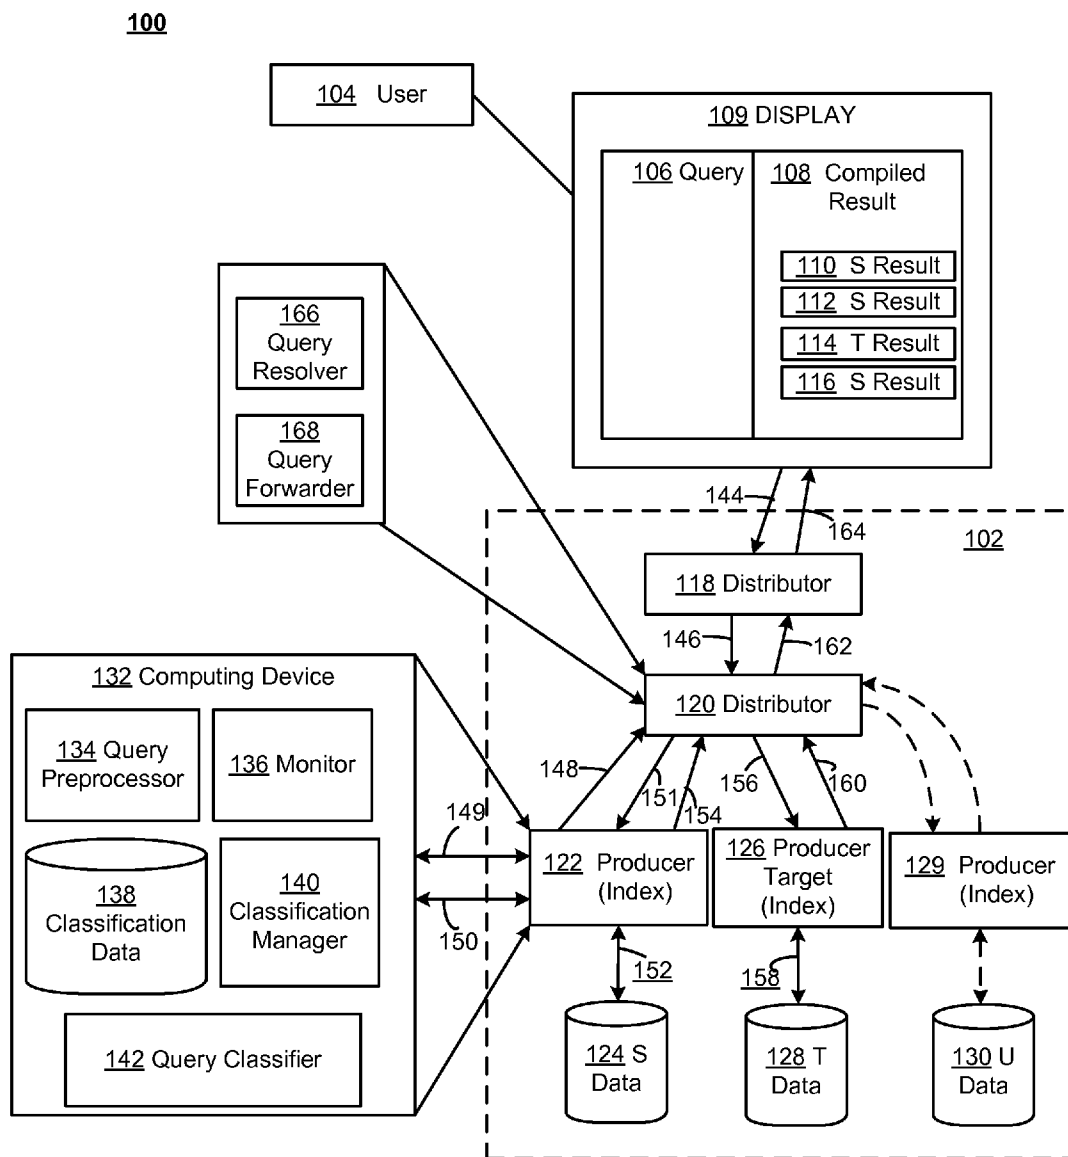 100
104 User
109 DISPLAY
106 Query
108 Compiled
Result
110 S Result
112 S Result
114 T Result
116 S Result
166
Query
Resolver
168
Query
Forwarder
144
164
102
118 Distributor
146
162
120 Distributor
132 Computing Device
134 Query
Preprocessor
136 Monitor
138
Classification
Data
140
Classification
Manager
142 Query Classifier
148
151
154
156
160
149
150
122 Producer
(Index)
126 Producer
Target
(Index)
129 Producer
(Index)
152
158
124 S
Data
128 T
Data
130 U
Data